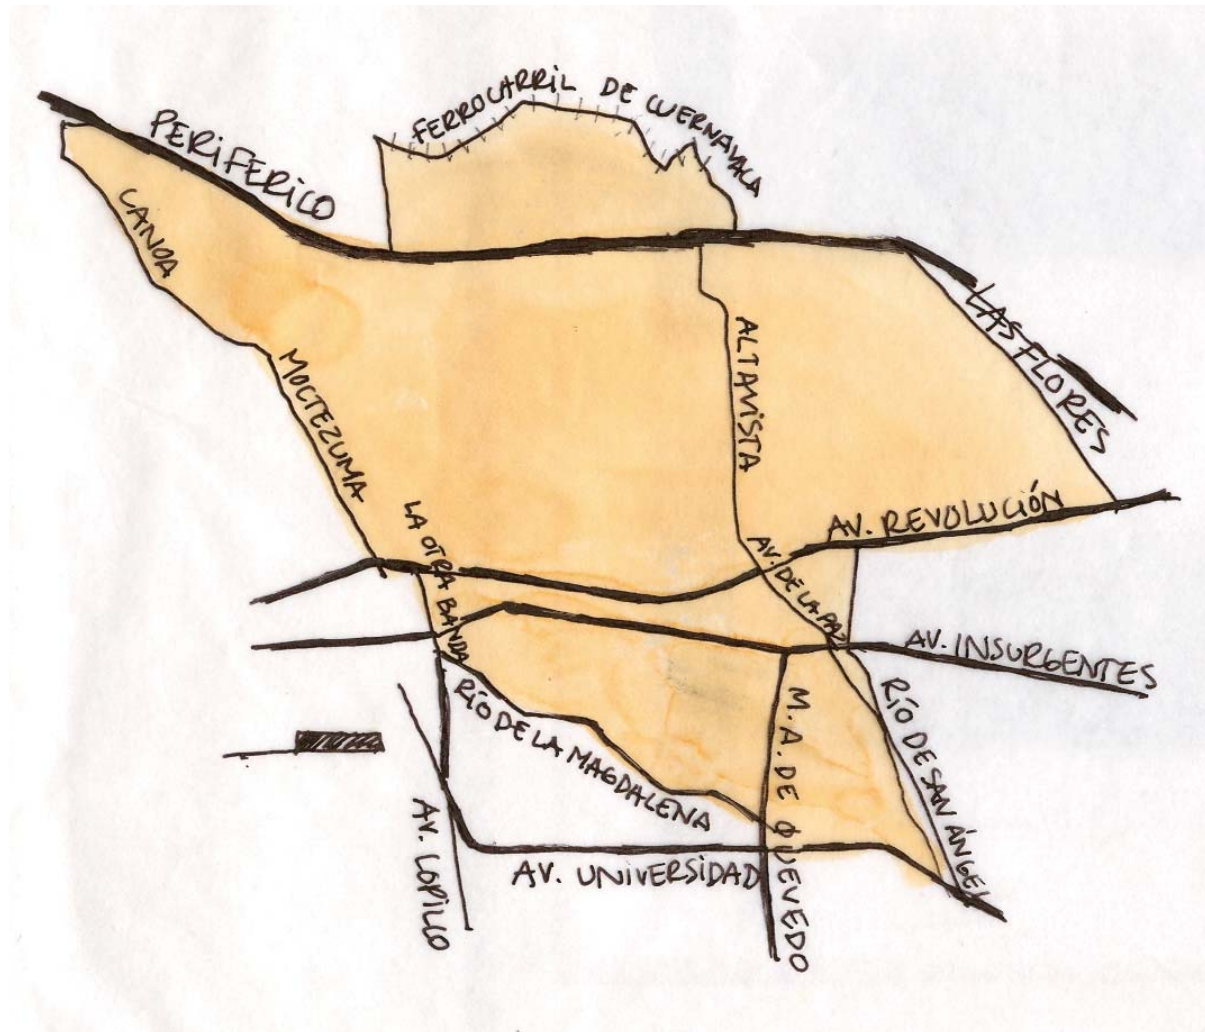 FERROCARRIL DE CUERNAVACA
PERIFERICO
CANOA
LAS FLORES
ALTAVISTA
MOCTEZUMA
LA OTRA BANDA
AV. REVOLUCIÓN
AV. DE LA PAZ
AV. INSURGENTES
RÍO DE LA MAGDALENA
M. A. DE QUEVEDO
RÍO DE SAN ÁNGEL
AV. COPILCO
AV. UNIVERSIDAD